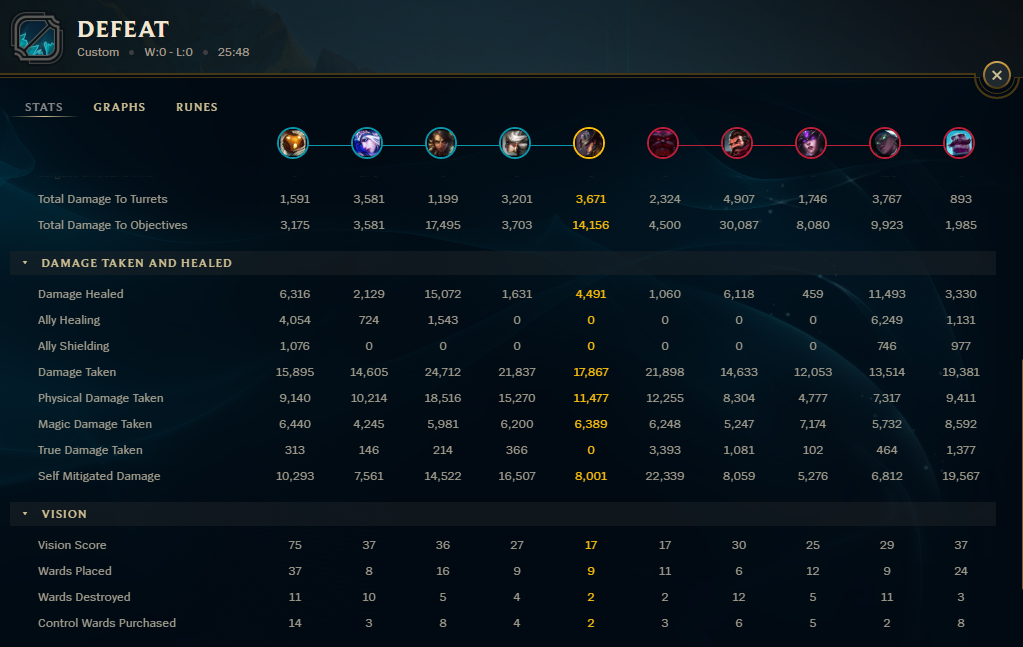 DEFEAT
Custom • W:0 - L:0 • 25:48
STATS GRAPHS RUNES
Total Damage To Turrets 1,591 3,581 1,199 3,201 3,671 2,324 4,907 1,746 3,767 893
Total Damage To Objectives 3,175 3,581 17,495 3,703 14,156 4,500 30,087 8,080 9,923 1,985
DAMAGE TAKEN AND HEALED
Damage Healed 6,316 2,129 15,072 1,631 4,491 1,060 6,118 459 11,493 3,330
Ally Healing 4,054 724 1,543 0 0 0 0 0 6,249 1,131
Ally Shielding 1,076 0 0 0 0 0 0 0 746 977
Damage Taken 15,895 14,605 24,712 21,837 17,867 21,898 14,633 12,053 13,514 19,381
Physical Damage Taken 9,140 10,214 18,516 15,270 11,477 12,255 8,304 4,777 7,317 9,411
Magic Damage Taken 6,440 4,245 5,981 6,200 6,389 6,248 5,247 7,174 5,732 8,592
True Damage Taken 313 146 214 366 0 3,393 1,081 102 464 1,377
Self Mitigated Damage 10,293 7,561 14,522 16,507 8,001 22,339 8,059 5,276 6,812 19,567
VISION
Vision Score 75 37 36 27 17 17 30 25 29 37
Wards Placed 37 8 16 9 9 11 6 12 9 24
Wards Destroyed 11 10 5 4 2 2 12 5 11 3
Control Wards Purchased 14 3 8 4 2 3 6 5 2 8